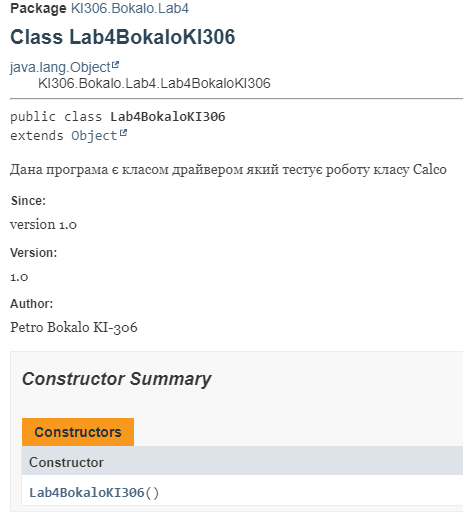 Package KI306.Bokalo.Lab4
Class Lab4BokaloKI306
java.lang.Object
KI306.Bokalo.Lab4.Lab4BokaloKI306
public class Lab4BokaloKI306
extends Object
Дана програма є класом драйвером який тестує роботу класу Calco
Since:
version 1.0
Version:
1.0
Author:
Petro Bokalo KI-306
Constructor Summary
Constructors
Constructor
Lab4BokaloKI306()